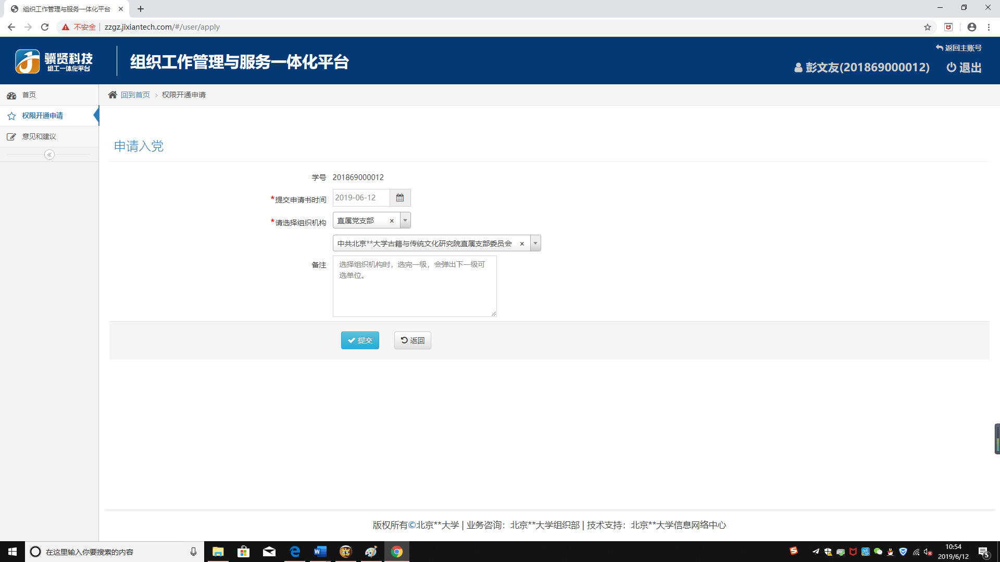 组织工作管理与服务一体化平台
不安全 zzgz.jixiantech.com/#/user/apply
骥贤科技
组工一体化平台
组织工作管理与服务一体化平台
返回主账号
彭文友(201869000012) 退出
首页
权限开通申请
意见和建议
回到首页 权限开通申请
申请入党
学号 201869000012
*提交申请书时间 2019-06-12
*请选择组织机构 直属党支部 ×
中共北京**大学古籍与传统文化研究院直属支部委员会 ×
备注 选择组织机构时，选完一级，会弹出下一级可
选单位。
提交 返回
版权所有©北京**大学 | 业务咨询：北京**大学组织部 | 技术支持：北京**大学信息网络中心
在这里输入你要搜索的内容
10:54
2019/6/12
5